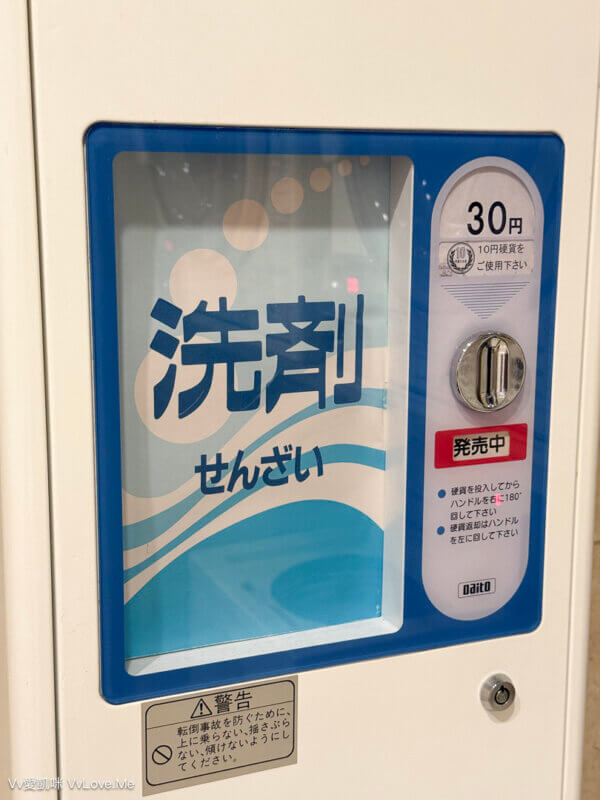 30円
10
10円硬貨を
ご使用下さい
洗剤
せんざい
発売中
● 硬貨を投入してから
ハンドルを右に180°
回して下さい
● 硬貨返却はハンドル
を左に回して下さい
Daito
警告
転倒事故を防ぐために、
上に乗らない、揺さぶら
ない、傾けないようにし
てください。
VV愛凱咪 VVLove.Me